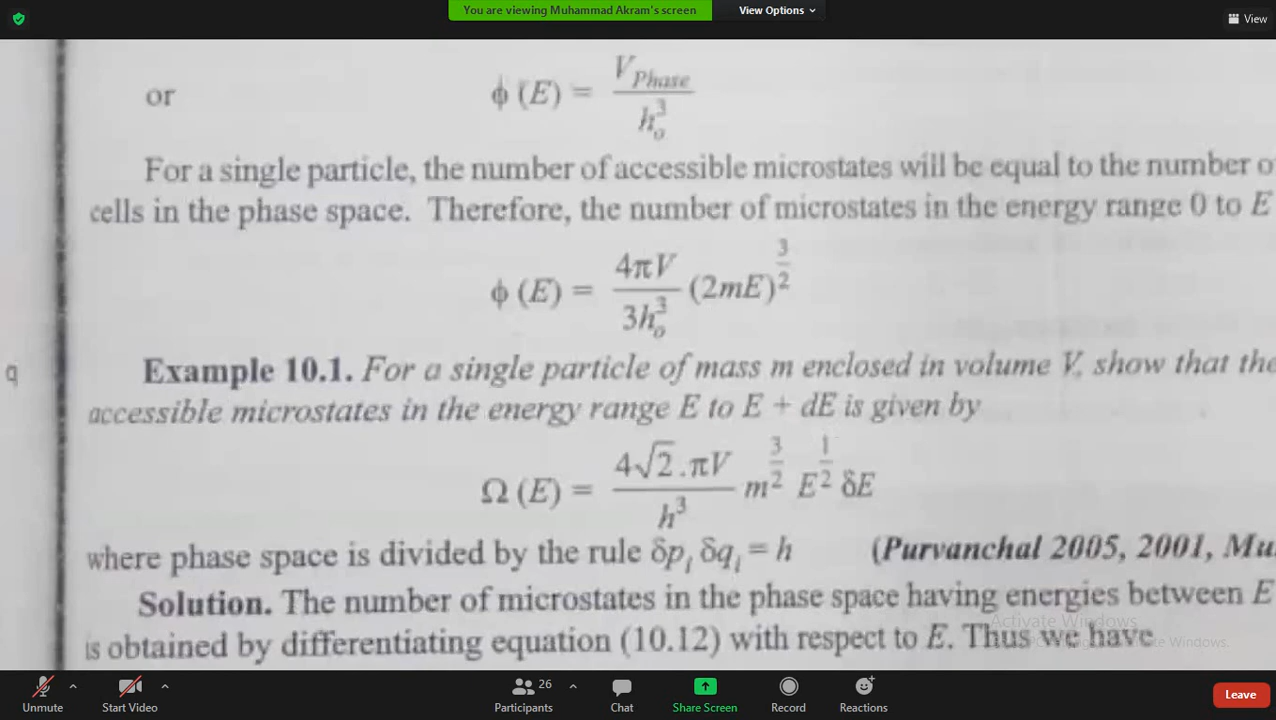 You are viewing Muhammad Akram's screen
View Options
View
or ϕ (E) = V_Phase / h_o^3
For a single particle, the number of accessible microstates will be equal to the number o
cells in the phase space. Therefore, the number of microstates in the energy range 0 to E
ϕ (E) = 4πV / 3h_o^3 (2mE)^(3/2)
q
Example 10.1. For a single particle of mass m enclosed in volume V, show that the
accessible microstates in the energy range E to E + dE is given by
Ω (E) = 4√2.πV / h^3 m^(3/2) E^(1/2) δE
where phase space is divided by the rule δp_i δq_i = h (Purvanchal 2005, 2001, Mu
Solution. The number of microstates in the phase space having energies between E
is obtained by differentiating equation (10.12) with respect to E. Thus we have
Activate Windows
Windows.
Unmute
Start Video
26
Participants
Chat
Share Screen
Record
Reactions
Leave